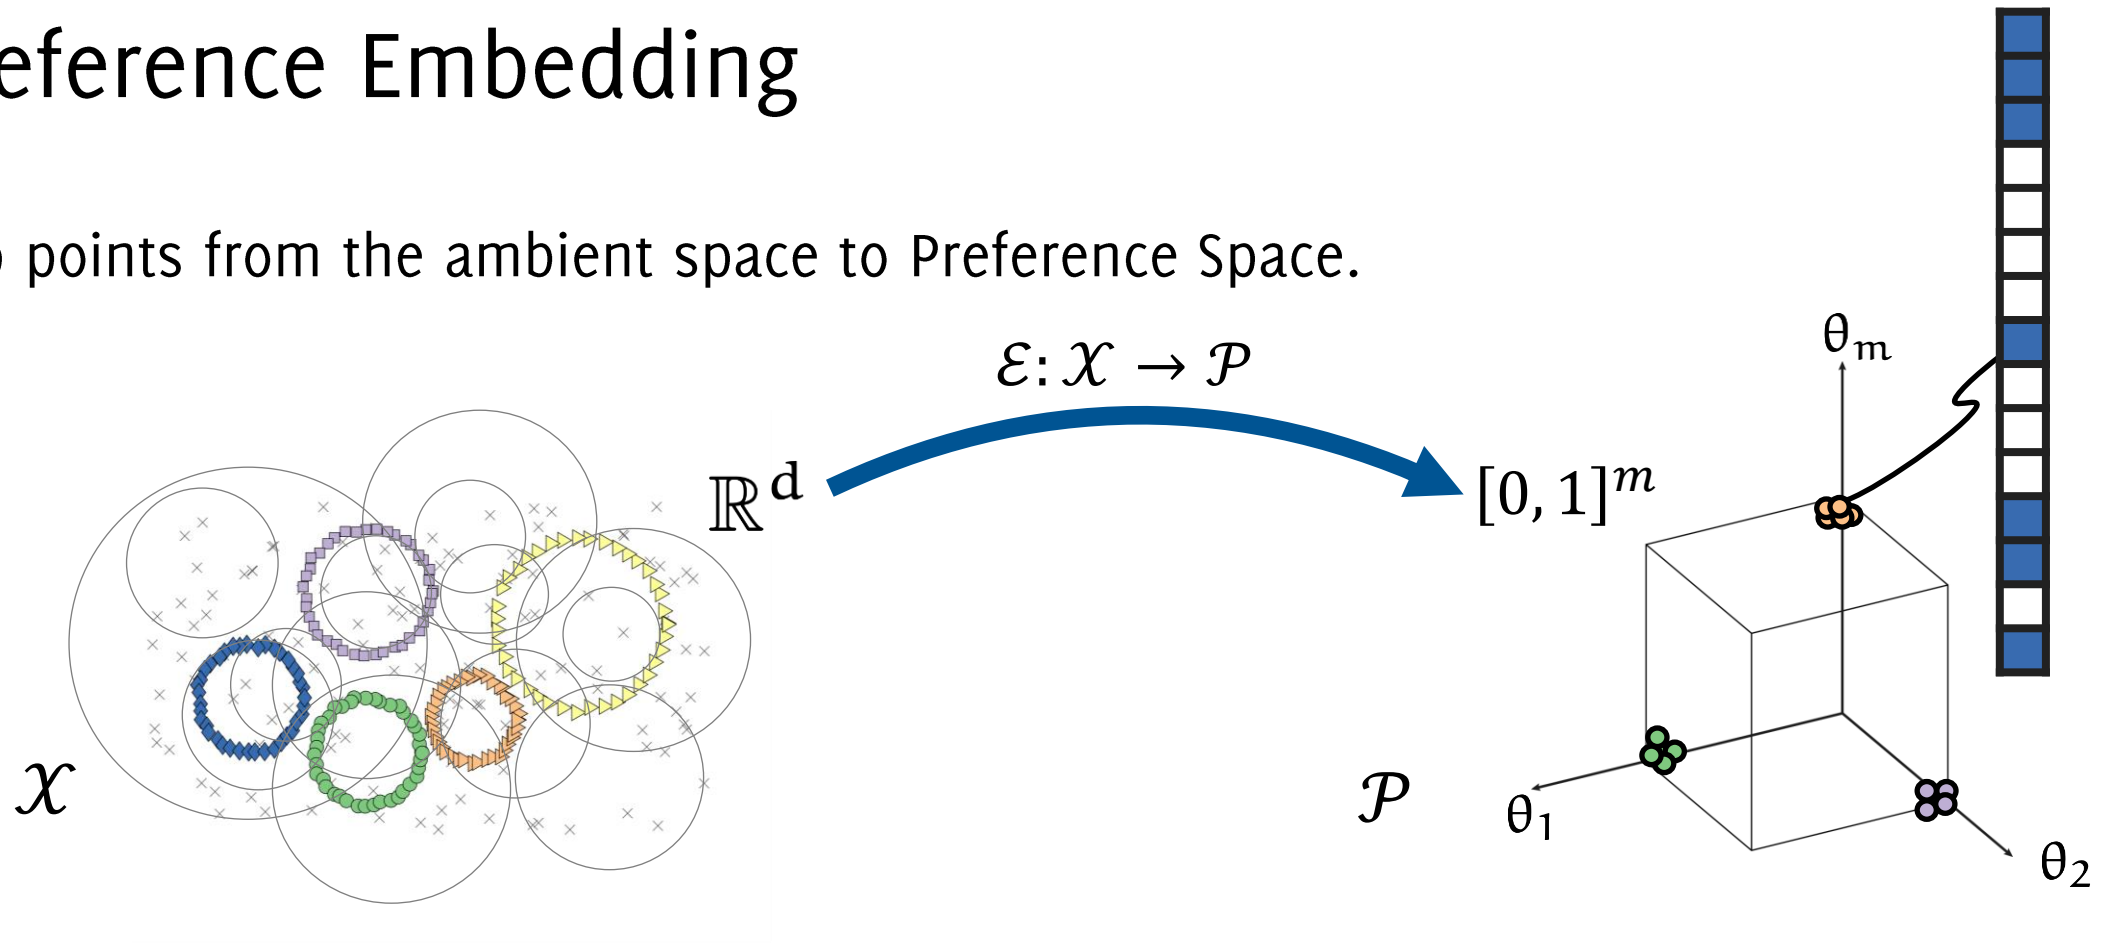 eference Embedding
points from the ambient space to Preference Space.
ℰ: 𝒳 → 𝒫
ℝᵈ
[0, 1]ᵐ
θₘ
𝒳
𝒫
θ₁
θ₂